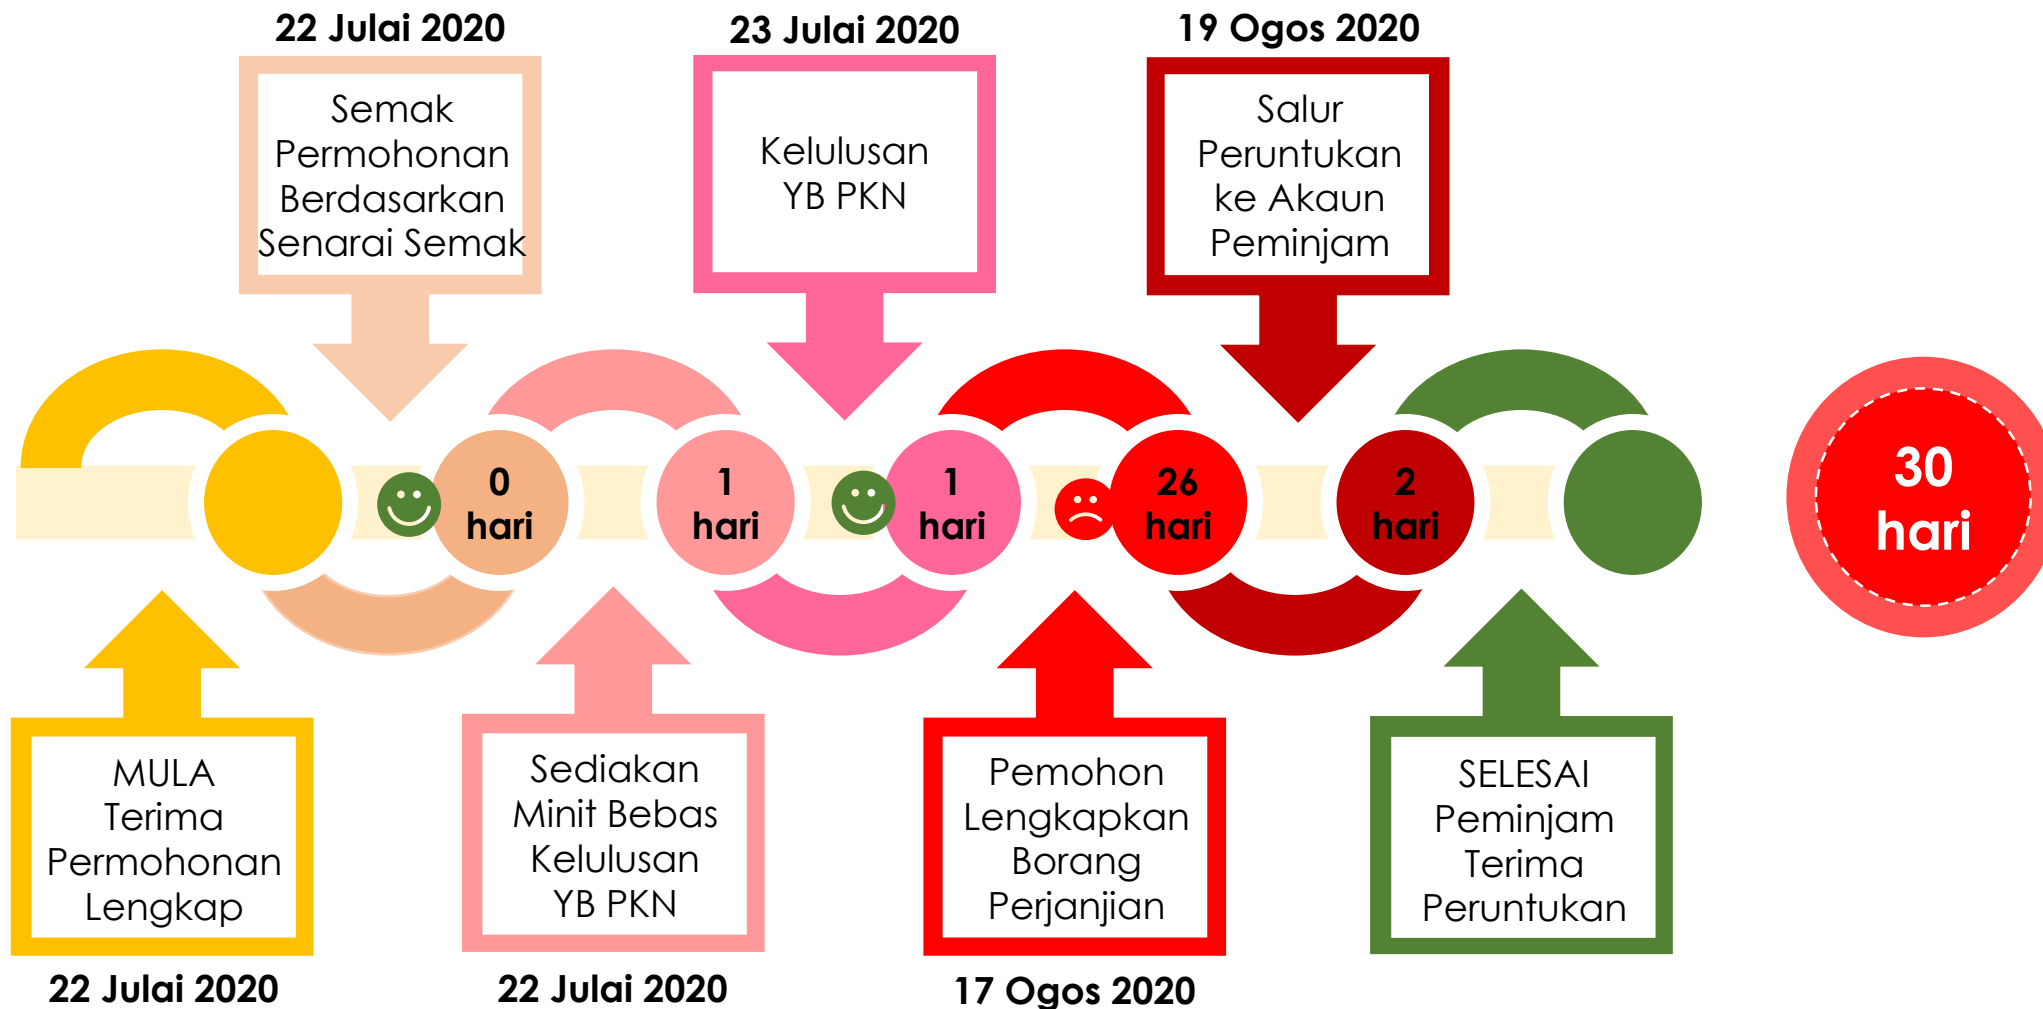 22 Julai 2020
Semak
Permohonan
Berdasarkan
Senarai Semak
23 Julai 2020
Kelulusan
YB PKN
19 Ogos 2020
Salur
Peruntukan
ke Akaun
Peminjam
0
hari
1
hari
1
hari
26
hari
2
hari
30
hari
MULA
Terima
Permohonan
Lengkap
22 Julai 2020
Sediakan
Minit Bebas
Kelulusan
YB PKN
22 Julai 2020
Pemohon
Lengkapkan
Borang
Perjanjian
17 Ogos 2020
SELESAI
Peminjam
Terima
Peruntukan